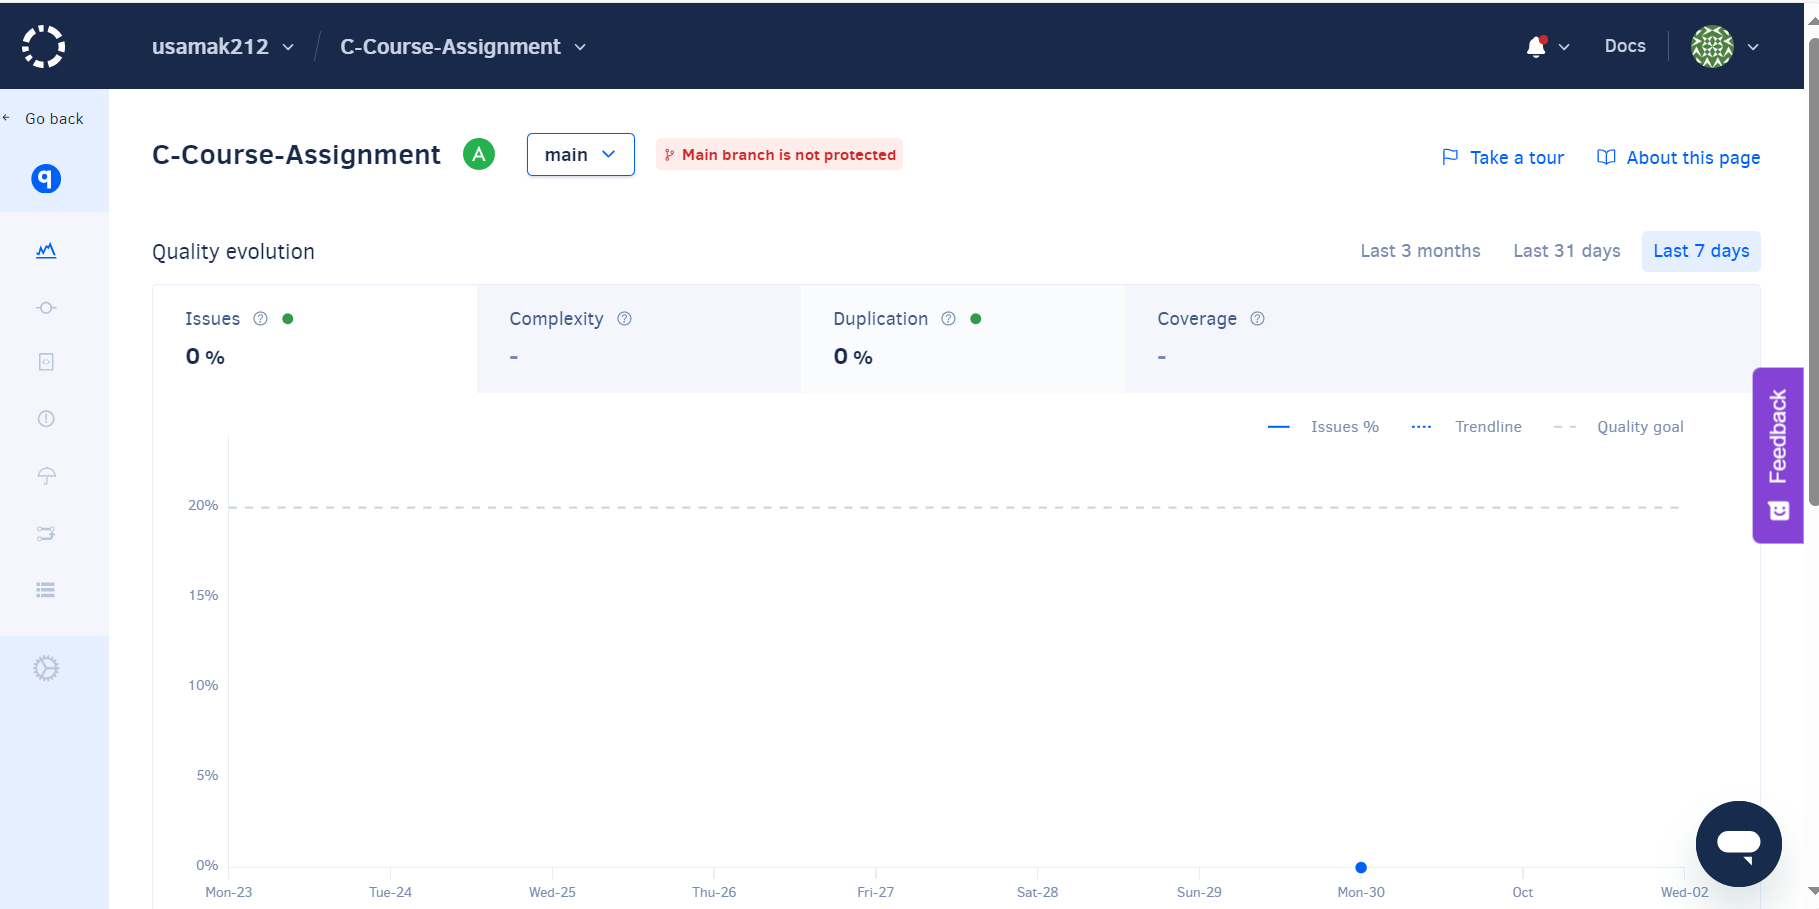 usamak212 / C-Course-Assignment
Docs
Go back
C-Course-Assignment A main Main branch is not protected
Take a tour About this page
Quality evolution
Last 3 months Last 31 days Last 7 days
Issues ? Complexity ? Duplication ? Coverage ?
0 % - 0 % -
Issues % Trendline Quality goal
20%
15%
10%
5%
0%
Mon-23 Tue-24 Wed-25 Thu-26 Fri-27 Sat-28 Sun-29 Mon-30 Oct Wed-02
Feedback